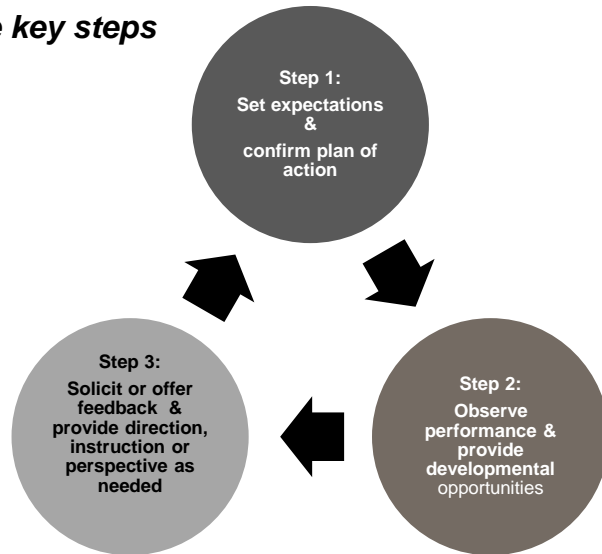 key steps
Step 1:
Set expectations
&
confirm plan of
action
Step 2:
Observe
performance &
provide
developmental
opportunities
Step 3:
Solicit or offer
feedback &
provide direction,
instruction or
perspective as
needed